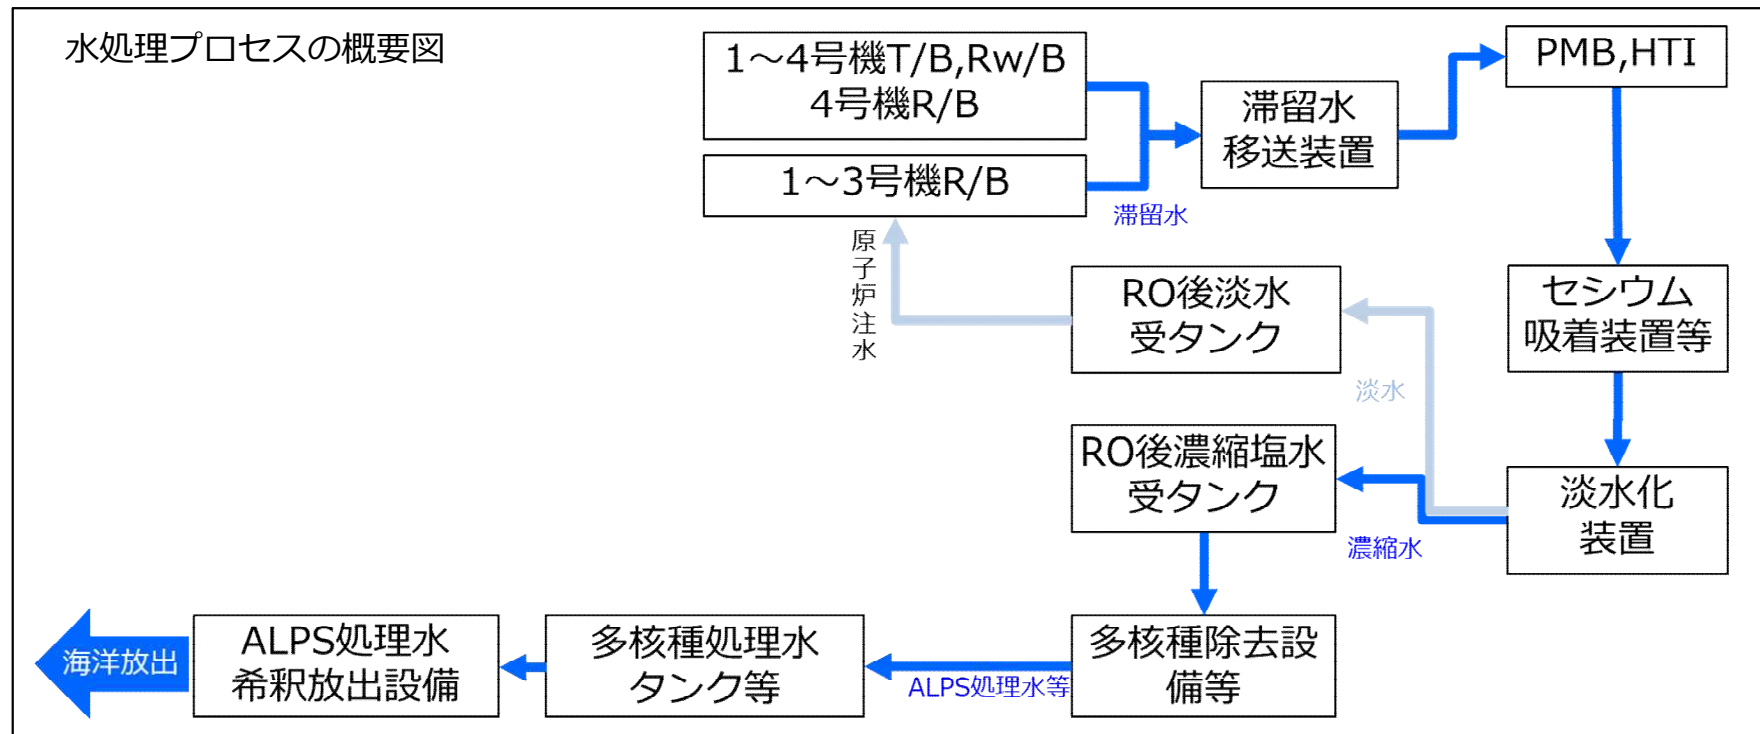 水処理プロセスの概要図
1～4号機T/B,Rw/B
4号機R/B
1～3号機R/B
滞留水
滞留水
移送装置
PMB,HTI
セシウム
吸着装置等
淡水化
装置
淡水
RO後淡水
受タンク
原子炉注水
濃縮水
RO後濃縮塩水
受タンク
多核種除去設
備等
ALPS処理水等
多核種処理水
タンク等
ALPS処理水
希釈放出設備
海洋放出